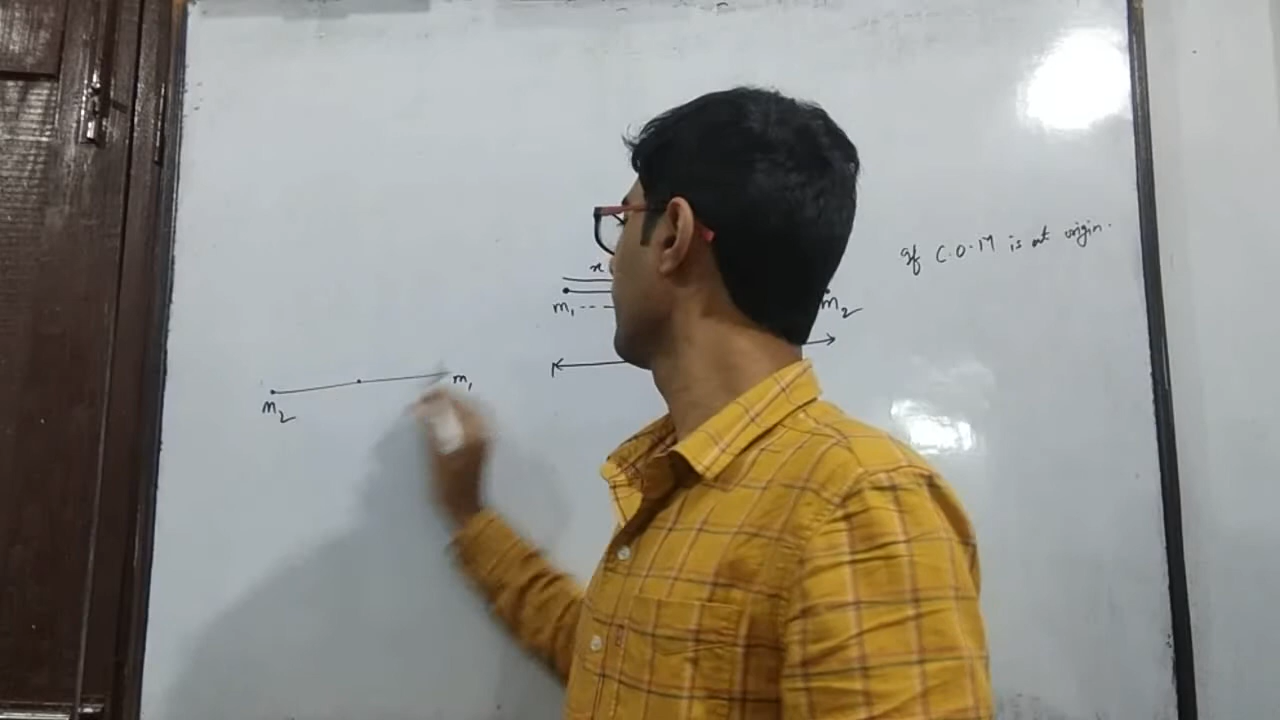 If C.O.M is at origin.
x
m₁ m₂
m₂ m₁